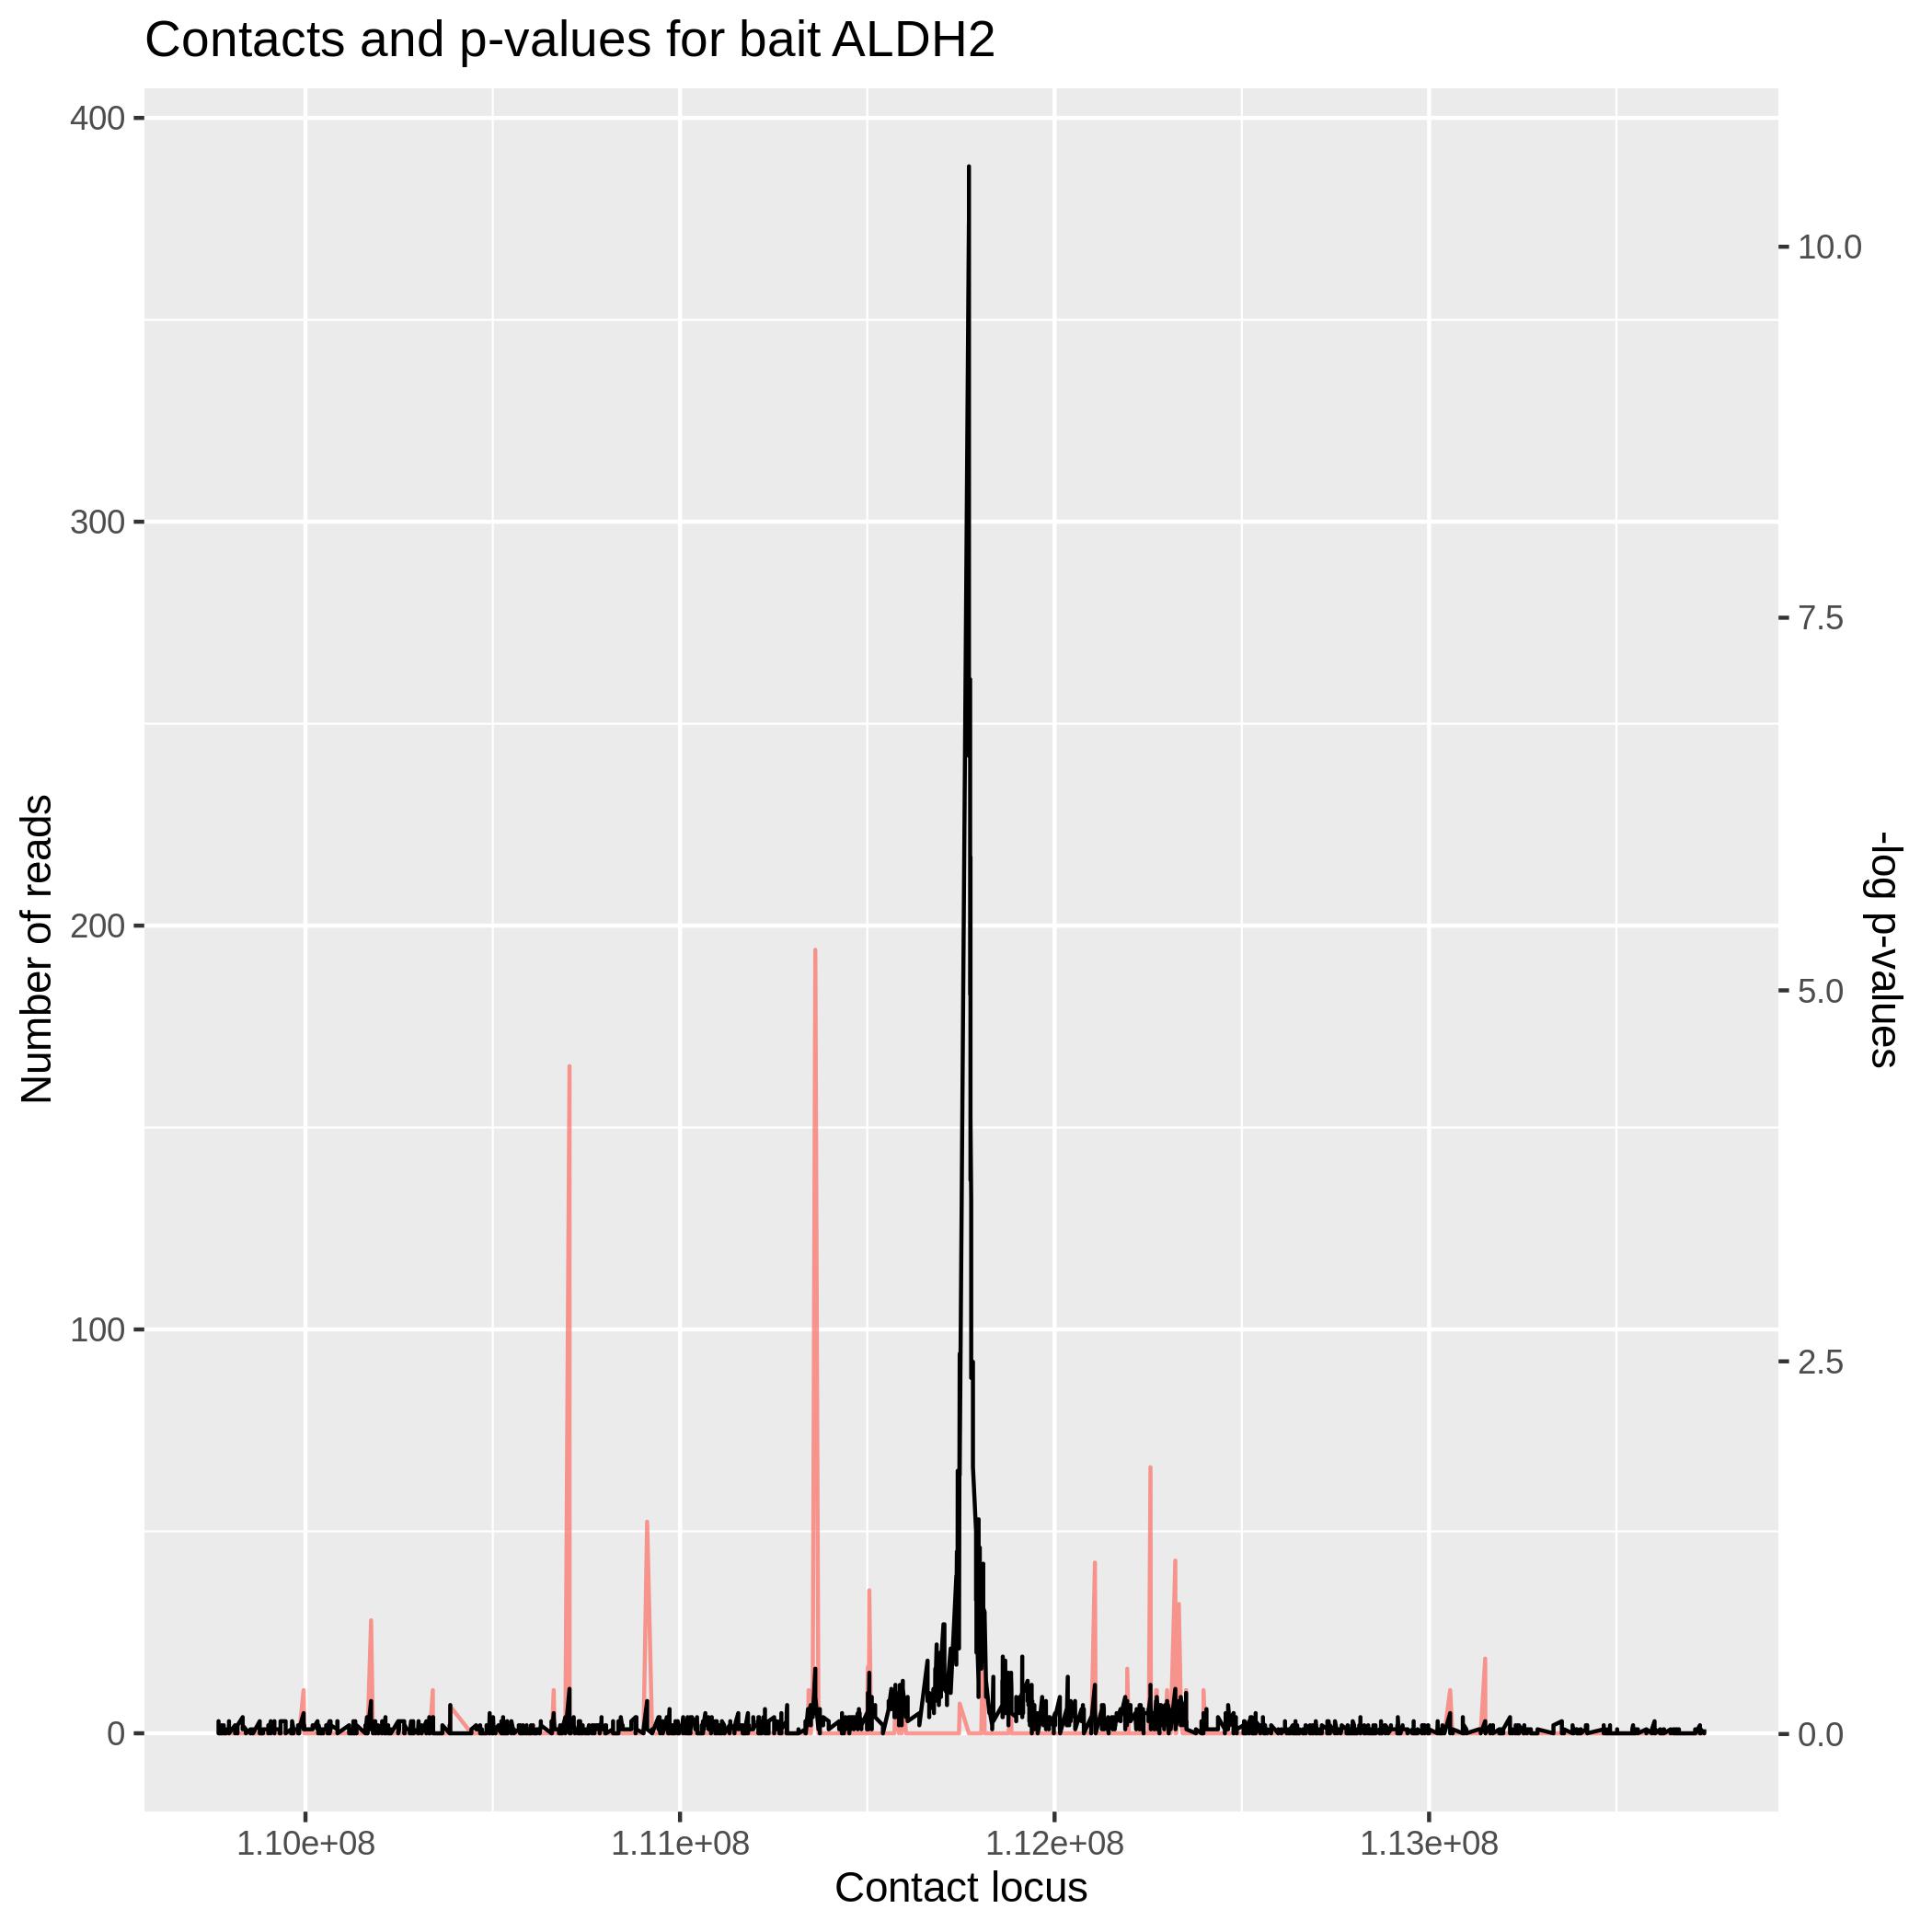 Contacts and p-values for bait ALDH2
400
300
200
100
0
Number of reads
10.0
7.5
5.0
2.5
0.0
-log p-values
1.10e+08
1.11e+08
1.12e+08
1.13e+08
Contact locus